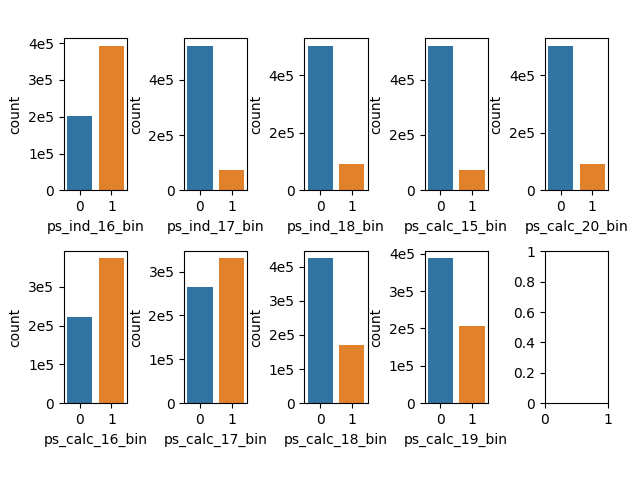 4e5
3e5
2e5
1e5
0
count
0 1
ps_ind_16_bin
4e5
2e5
0
count
0 1
ps_ind_17_bin
4e5
2e5
0
count
0 1
ps_ind_18_bin
4e5
2e5
0
count
0 1
ps_calc_15_bin
4e5
2e5
0
count
0 1
ps_calc_20_bin
3e5
2e5
1e5
0
count
0 1
ps_calc_16_bin
3e5
2e5
1e5
0
count
0 1
ps_calc_17_bin
4e5
3e5
2e5
1e5
0
count
0 1
ps_calc_18_bin
4e5
3e5
2e5
1e5
0
count
0 1
ps_calc_19_bin
1
0.8
0.6
0.4
0.2
0
0 1